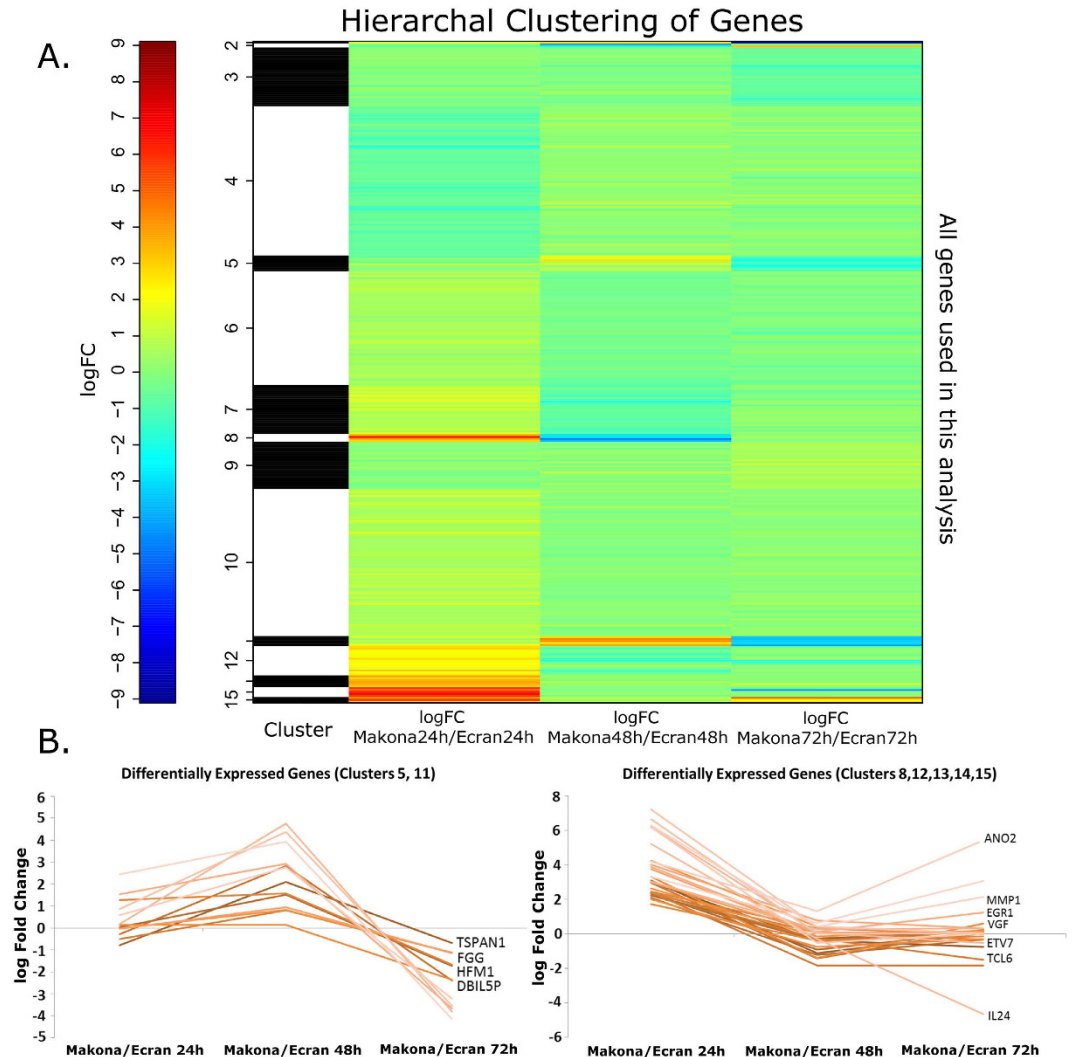 Hierarchal Clustering of Genes
A.
9
8
7
6
5
4
3
2
1
0
−1
−2
−3
−4
−5
−6
−7
−8
−9
logFC
2
3
4
5
6
7
8
9
10
12
15
All genes used in this analysis
Cluster
logFC
Makona24h/Ecran24h
logFC
Makona48h/Ecran48h
logFC
Makona72h/Ecran72h
B.
Differentially Expressed Genes (Clusters 5, 11)
log Fold Change
6
5
4
3
2
1
0
-1
-2
-3
-4
-5
TSPAN1
FGG
HFM1
DBIL5P
Makona/Ecran 24h
Makona/Ecran 48h
Makona/Ecran 72h
Differentially Expressed Genes (Clusters 8,12,13,14,15)
log Fold Change
8
6
4
2
0
-2
-4
-6
ANO2
MMP1
EGR1
VGF
ETV7
TCL6
IL24
Makona/Ecran 24h
Makona/Ecran 48h
Makona/Ecran 72h